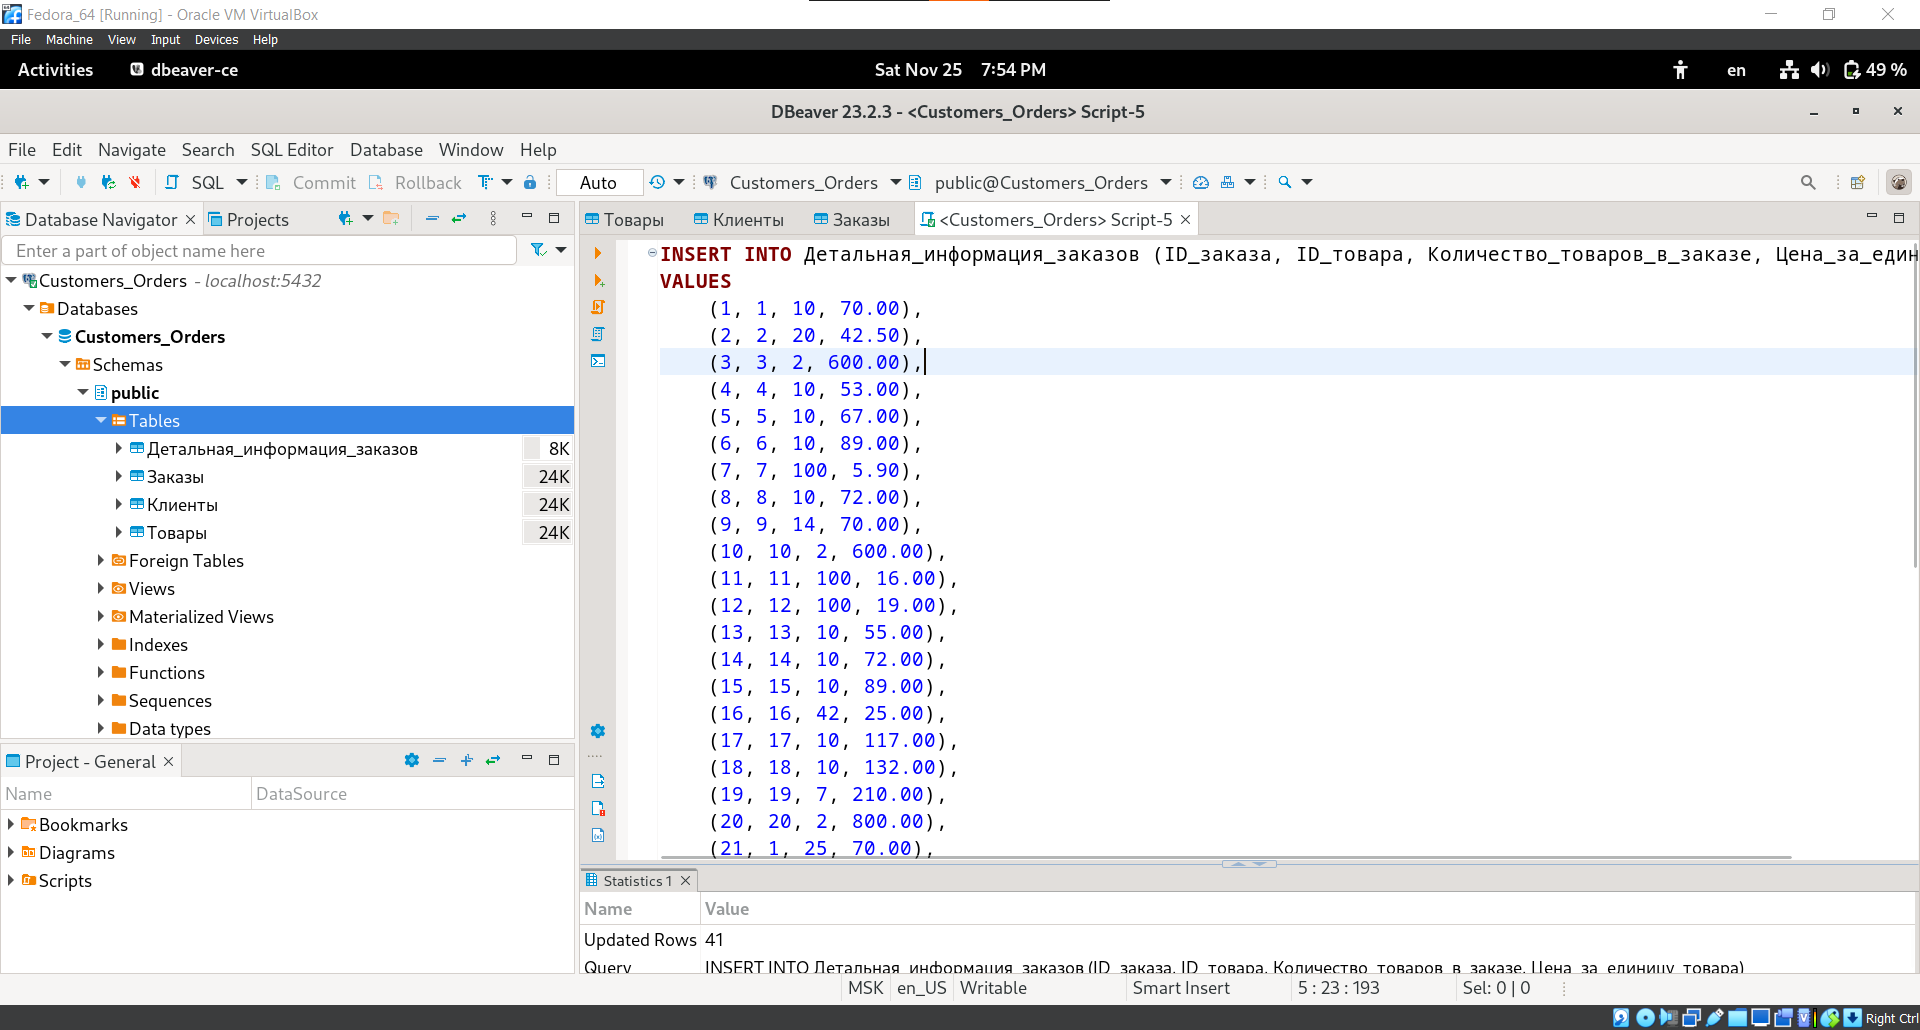 Fedora_64 [Running] - Oracle VM VirtualBox
File Machine View Input Devices Help
Activities dbeaver-ce Sat Nov 25 7:54 PM en 49 %
DBeaver 23.2.3 - <Customers_Orders> Script-5
File Edit Navigate Search SQL Editor Database Window Help
SQL Commit Rollback Auto Customers_Orders public@Customers_Orders
Database Navigator Projects
Enter a part of object name here
Customers_Orders - localhost:5432
Databases
Customers_Orders
Schemas
public
Tables
Детальная_информация_заказов 8K
Заказы 24K
Клиенты 24K
Товары 24K
Foreign Tables
Views
Materialized Views
Indexes
Functions
Sequences
Data types
Project - General
Name DataSource
Bookmarks
Diagrams
Scripts
Товары Клиенты Заказы <Customers_Orders> Script-5
INSERT INTO Детальная_информация_заказов (ID_заказа, ID_товара, Количество_товаров_в_заказе, Цена_за_един
VALUES
(1, 1, 10, 70.00),
(2, 2, 20, 42.50),
(3, 3, 2, 600.00),
(4, 4, 10, 53.00),
(5, 5, 10, 67.00),
(6, 6, 10, 89.00),
(7, 7, 100, 5.90),
(8, 8, 10, 72.00),
(9, 9, 14, 70.00),
(10, 10, 2, 600.00),
(11, 11, 100, 16.00),
(12, 12, 100, 19.00),
(13, 13, 10, 55.00),
(14, 14, 10, 72.00),
(15, 15, 10, 89.00),
(16, 16, 42, 25.00),
(17, 17, 10, 117.00),
(18, 18, 10, 132.00),
(19, 19, 7, 210.00),
(20, 20, 2, 800.00),
(21, 1, 25, 70.00),
Statistics 1
Name Value
Updated Rows 41
Query INSERT INTO Детальная_информация_заказов (ID_заказа, ID_товара, Количество_товаров_в_заказе, Цена_за_единицу_товара)
MSK en_US Writable Smart Insert 5 : 23 : 193 Sel: 0 | 0
Right Ctrl